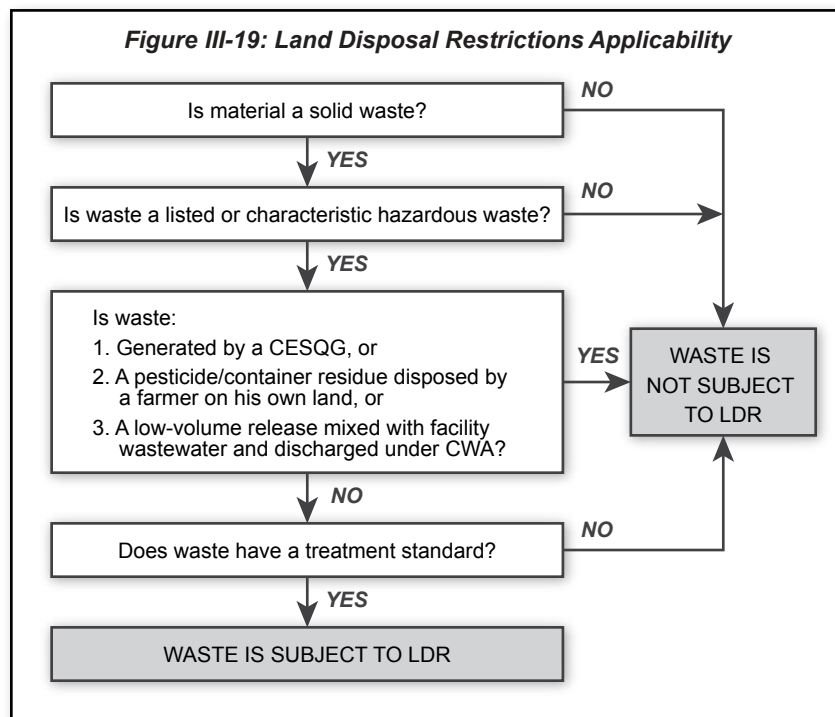 Figure III-19: Land Disposal Restrictions Applicability
Is material a solid waste?
NO
YES
Is waste a listed or characteristic hazardous waste?
NO
YES
Is waste:
1. Generated by a CESQG, or
2. A pesticide/container residue disposed by
a farmer on his own land, or
3. A low-volume release mixed with facility
wastewater and discharged under CWA?
YES
WASTE IS
NOT SUBJECT
TO LDR
NO
Does waste have a treatment standard?
NO
YES
WASTE IS SUBJECT TO LDR